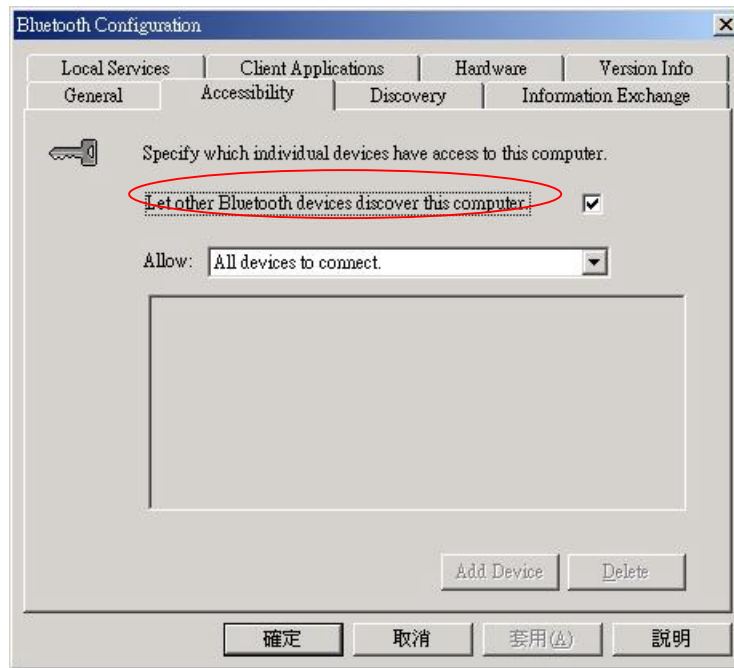 Bluetooth Configuration
Local Services Client Applications Hardware Version Info
General Accessibility Discovery Information Exchange
Specify which individual devices have access to this computer.
Let other Bluetooth devices discover this computer.
Allow: All devices to connect.
Add Device Delete
確定 取消 套用(A) 說明